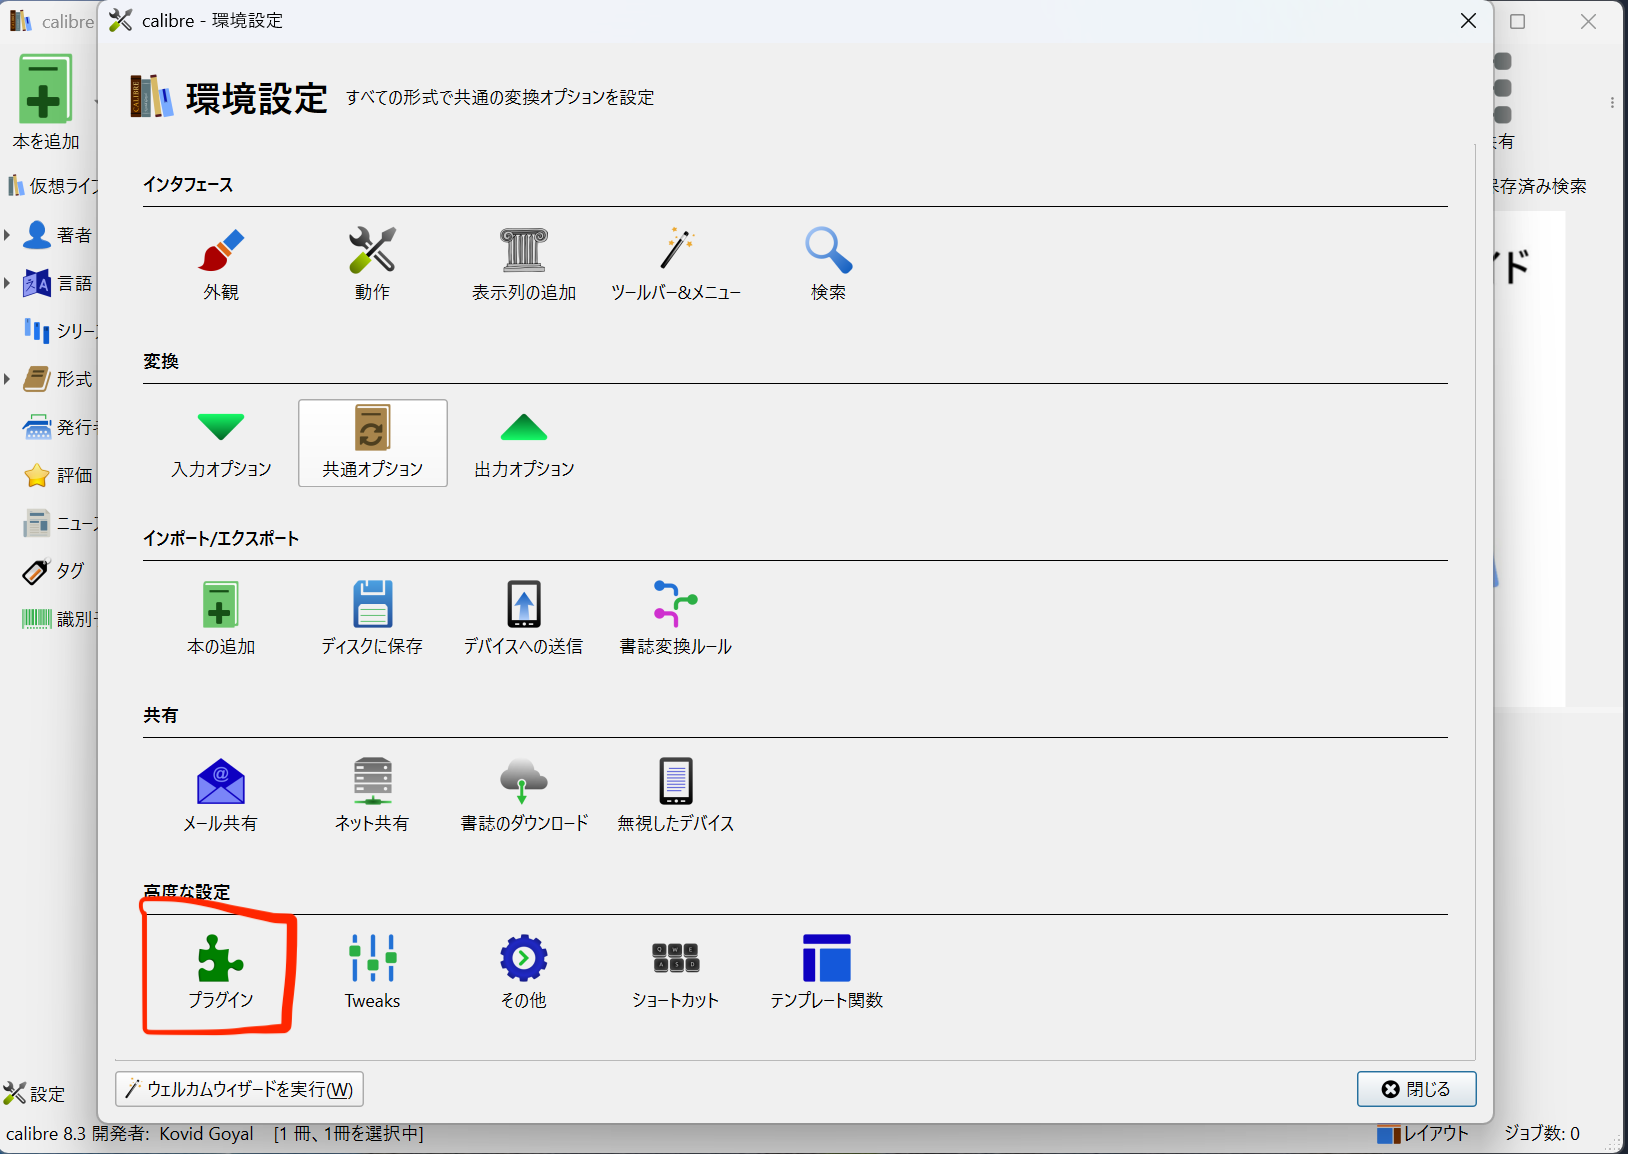 calibre
calibre - 環境設定
環境設定 すべての形式で共通の変換オプションを設定
本を追加
仮想ライブ
著者
言語
シリー
形式
発行
評価
ニュー
タグ
識別
有
存済み検索
ド
インタフェース
外観 動作 表示列の追加 ツールバー&メニュー 検索
変換
入力オプション 共通オプション 出力オプション
インポート/エクスポート
本の追加 ディスクに保存 デバイスへの送信 書誌変換ルール
共有
メール共有 ネット共有 書誌のダウンロード 無視したデバイス
高度な設定
プラグイン Tweaks その他 ショートカット テンプレート関数
ウェルカムウィザードを実行(W) 閉じる
設定
calibre 8.3 開発者: Kovid Goyal [1 冊、1冊を選択中] レイアウト ジョブ数: 0